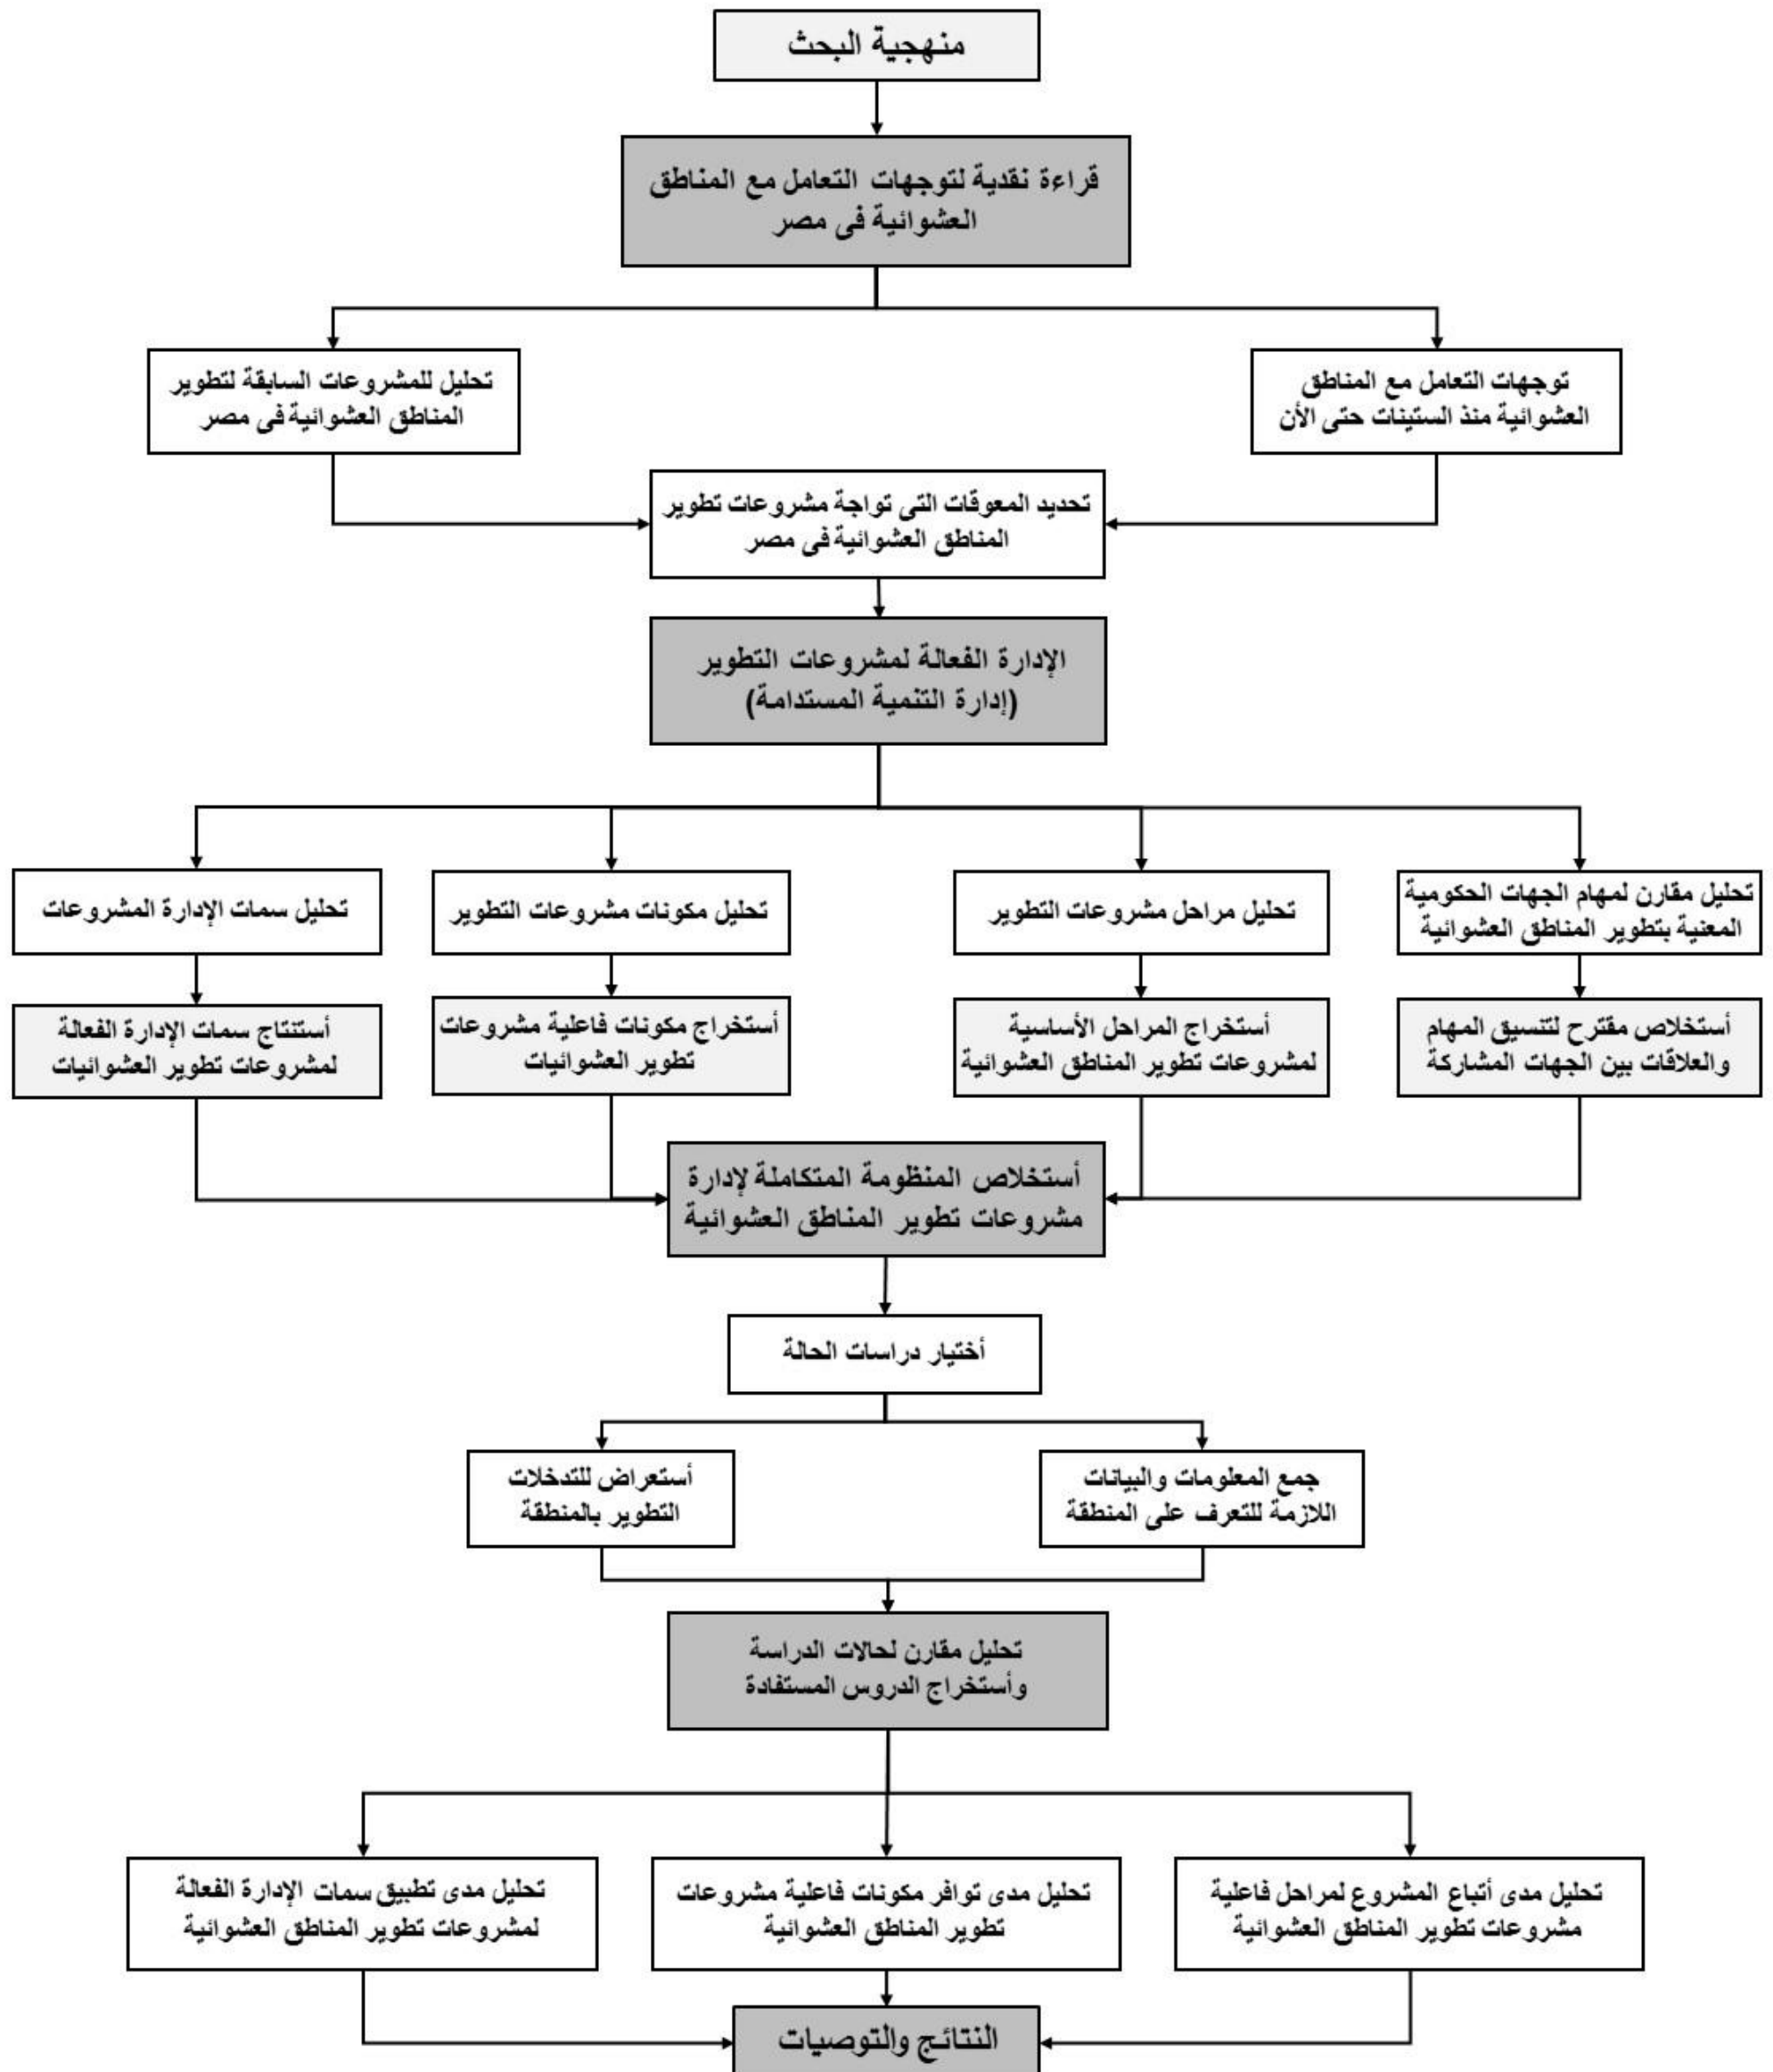 منهجية البحث
قراءة نقدية لتوجهات التعامل مع المناطق
العشوائية فى مصر
توجهات التعامل مع المناطق
العشوائية منذ الستينات حتى الأن
تحليل للمشروعات السابقة لتطوير
المناطق العشوائية فى مصر
تحديد المعوقات التى تواجة مشروعات تطوير
المناطق العشوائية فى مصر
الإدارة الفعالة لمشروعات التطوير
(إدارة التنمية المستدامة)
تحليل مقارن لمهام الجهات الحكومية
المعنية بتطوير المناطق العشوائية
تحليل مراحل مشروعات التطوير
تحليل مكونات مشروعات التطوير
تحليل سمات الإدارة المشروعات
أستخلاص مقترح لتنسيق المهام
والعلاقات بين الجهات المشاركة
أستخراج المراحل الأساسية
لمشروعات تطوير المناطق العشوائية
أستخراج مكونات فاعلية مشروعات
تطوير العشوائيات
أستنتاج سمات الإدارة الفعالة
لمشروعات تطوير العشوائيات
أستخلاص المنظومة المتكاملة لإدارة
مشروعات تطوير المناطق العشوائية
أختيار دراسات الحالة
جمع المعلومات والبيانات
اللازمة للتعرف على المنطقة
أستعراض للتدخلات
التطوير بالمنطقة
تحليل مقارن لحالات الدراسة
وأستخراج الدروس المستفادة
تحليل مدى أتباع المشروع لمراحل فاعلية
مشروعات تطوير المناطق العشوائية
تحليل مدى توافر مكونات فاعلية مشروعات
تطوير المناطق العشوائية
تحليل مدى تطبيق سمات الإدارة الفعالة
لمشروعات تطوير المناطق العشوائية
النتائج والتوصيات